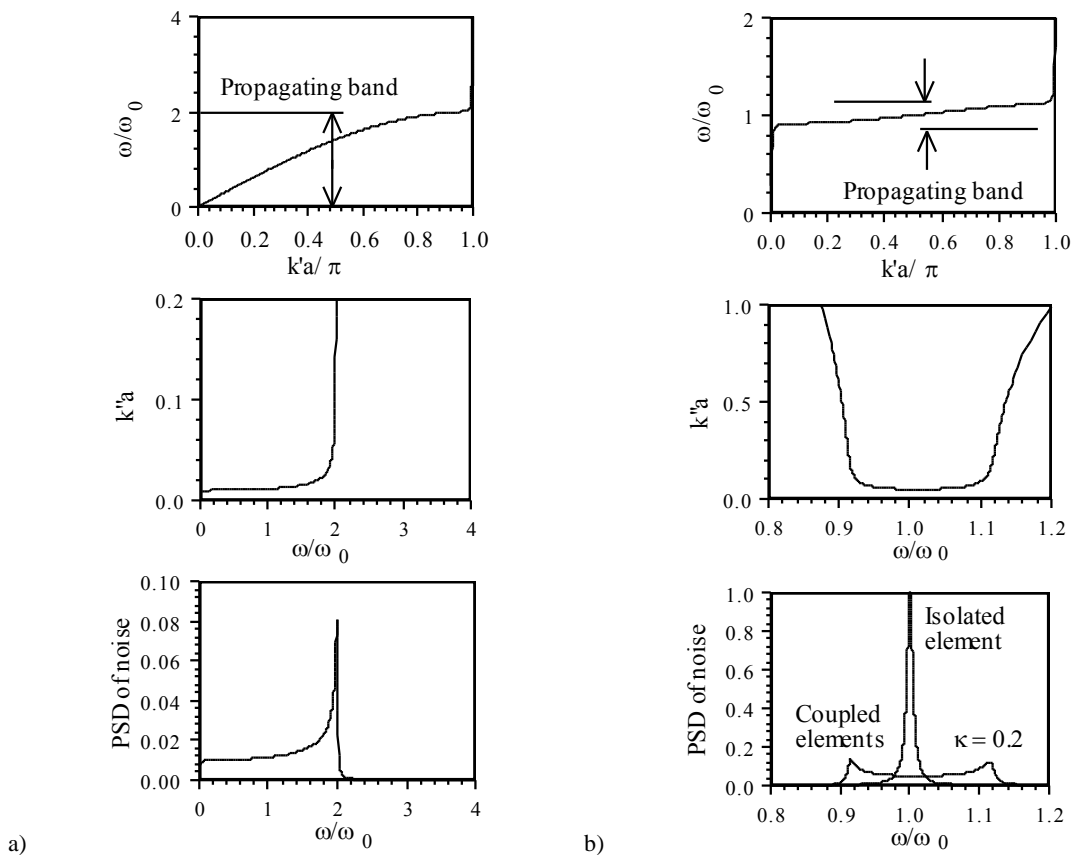 4
Propagating band
ω/ω 0
2
0
0.0 0.2 0.4 0.6 0.8 1.0
k'a/ π
0.2
k"a
0.1
0.0
0 1 2 3 4
ω/ω 0
0.10
0.08
PSD of noise
0.06
0.04
0.02
0.00
0 1 2 3 4
ω/ω 0
a)
2
ω/ω 0
1
Propagating band
0
0.0 0.2 0.4 0.6 0.8 1.0
k'a/ π
1.0
k"a
0.5
0.0
0.8 0.9 1.0 1.1 1.2
ω/ω 0
1.0
Isolated
element
0.8
PSD of noise
0.6
0.4
Coupled
elements
κ = 0.2
0.2
0.0
0.8 0.9 1.0 1.1 1.2
ω/ω 0
b)